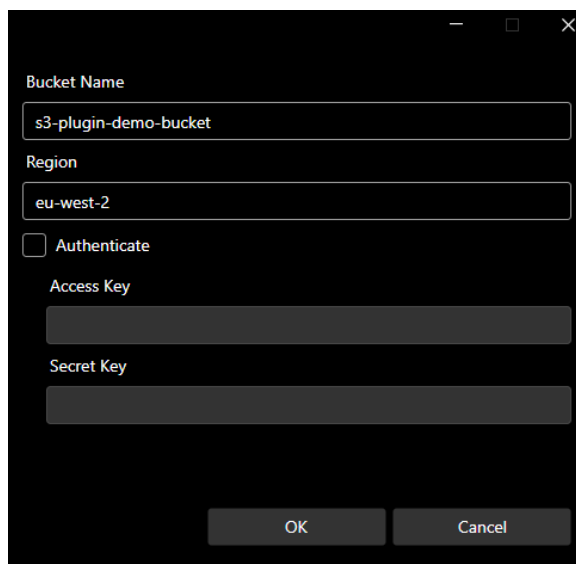 Bucket Name
s3-plugin-demo-bucket
Region
eu-west-2
Authenticate
Access Key
Secret Key
OK
Cancel